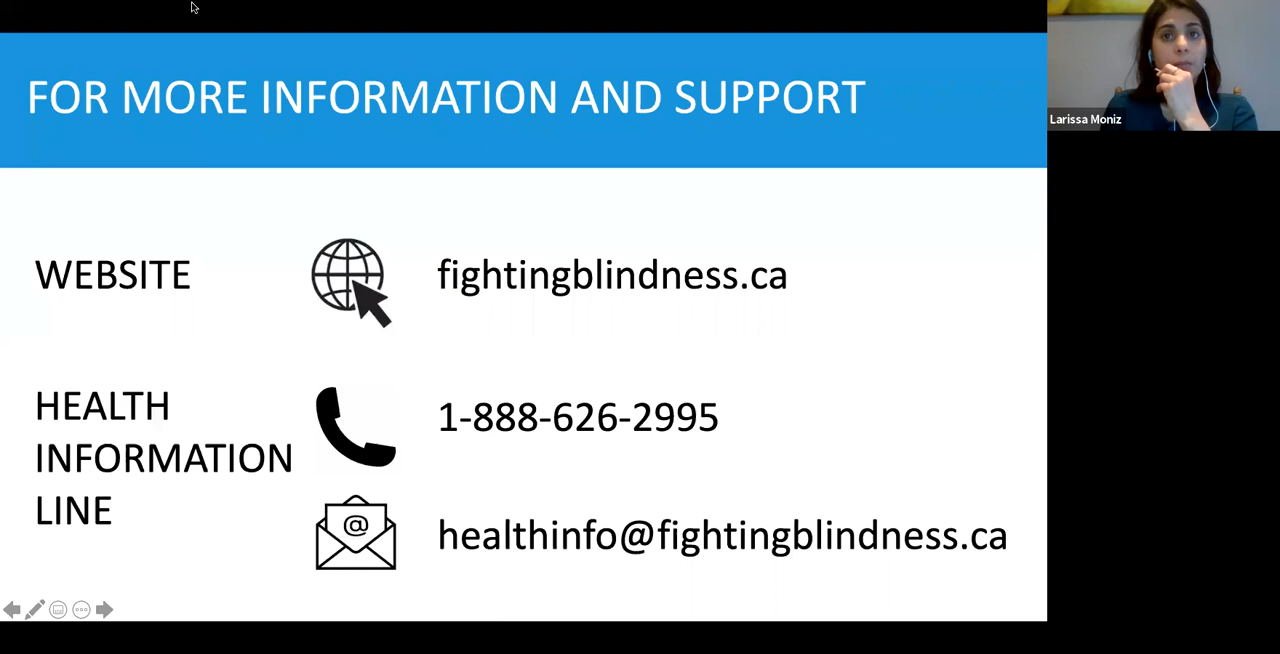 FOR MORE INFORMATION AND SUPPORT
Larissa Moniz
WEBSITE
fightingblindness.ca
HEALTH
INFORMATION
LINE
1-888-626-2995
@
healthinfo@fightingblindness.ca